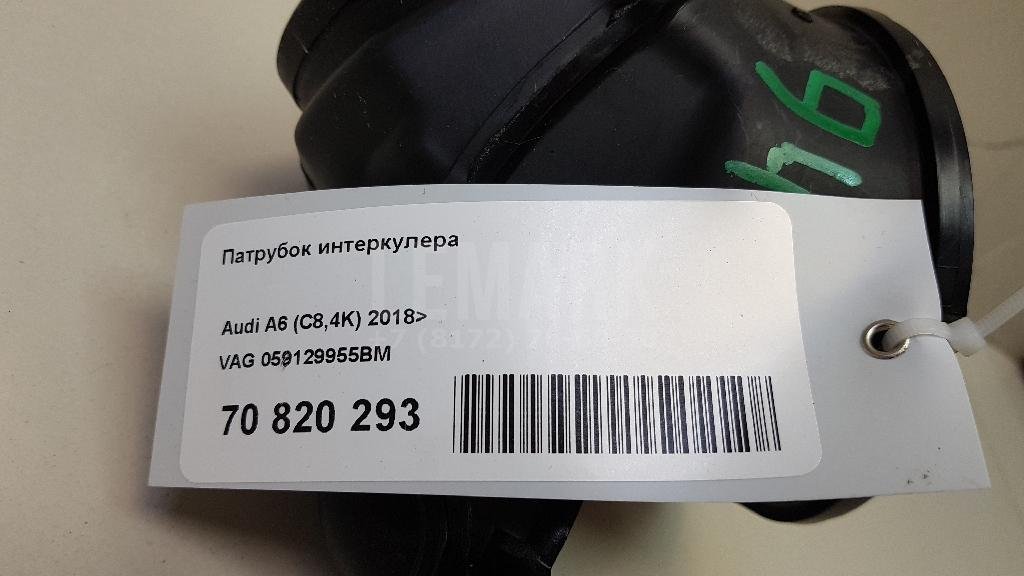 Патрубок интеркулера
Audi A6 (C8,4K) 2018>
VAG 059129955BM
70 820 293